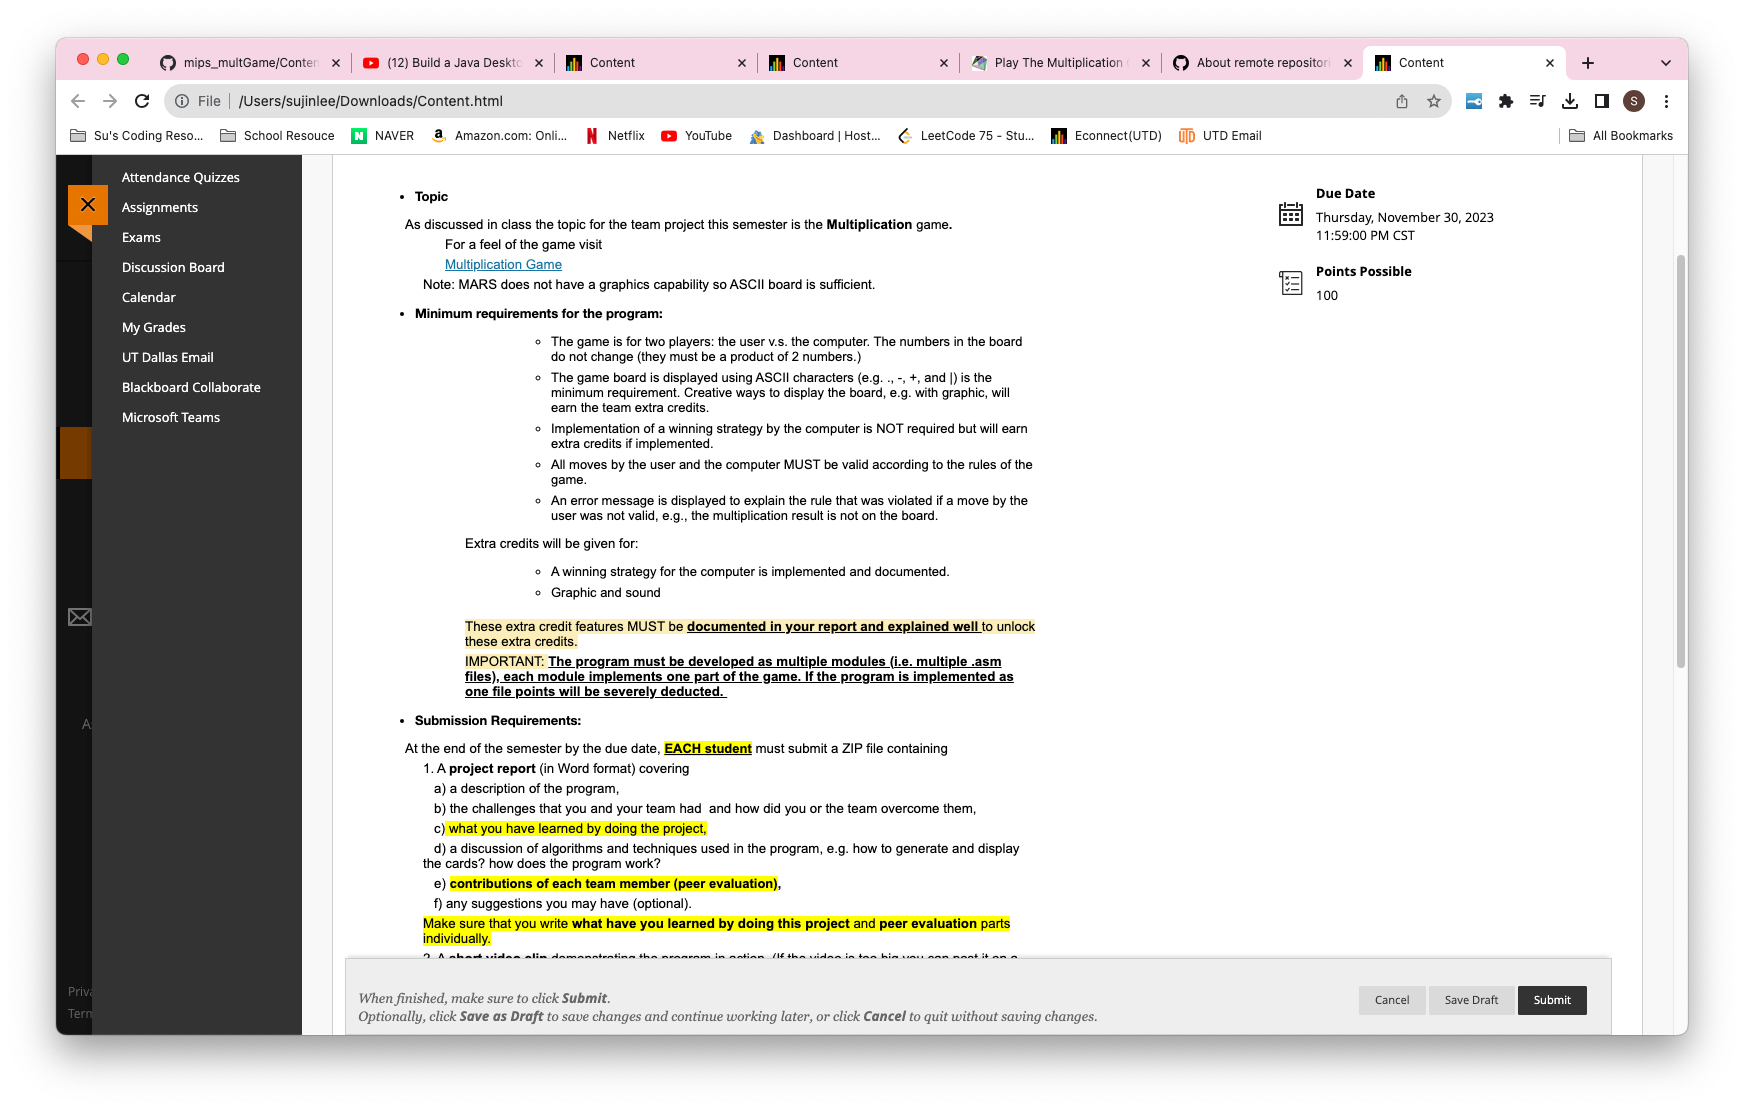 mips_multGame/Conten
(12) Build a Java Deskto
Content
Content
Play The Multiplication
About remote repositori
Content
File
/Users/sujinlee/Downloads/Content.html
S
Su's Coding Reso...
School Resouce
NAVER
Amazon.com: Onli...
Netflix
YouTube
Dashboard | Host...
LeetCode 75 - Stu...
Econnect(UTD)
UTD Email
All Bookmarks
Attendance Quizzes
Assignments
Exams
Discussion Board
Calendar
My Grades
UT Dallas Email
Blackboard Collaborate
Microsoft Teams
A
Priva
Term
• Topic
As discussed in class the topic for the team project this semester is the Multiplication game.
For a feel of the game visit
Multiplication Game
Note: MARS does not have a graphics capability so ASCII board is sufficient.
• Minimum requirements for the program:
◦ The game is for two players: the user v.s. the computer. The numbers in the board
do not change (they must be a product of 2 numbers.)
◦ The game board is displayed using ASCII characters (e.g. ., -, +, and |) is the
minimum requirement. Creative ways to display the board, e.g. with graphic, will
earn the team extra credits.
◦ Implementation of a winning strategy by the computer is NOT required but will earn
extra credits if implemented.
◦ All moves by the user and the computer MUST be valid according to the rules of the
game.
◦ An error message is displayed to explain the rule that was violated if a move by the
user was not valid, e.g., the multiplication result is not on the board.
Extra credits will be given for:
◦ A winning strategy for the computer is implemented and documented.
◦ Graphic and sound
These extra credit features MUST be documented in your report and explained well to unlock
these extra credits.
IMPORTANT: The program must be developed as multiple modules (i.e. multiple .asm
files), each module implements one part of the game. If the program is implemented as
one file points will be severely deducted.
• Submission Requirements:
At the end of the semester by the due date, EACH student must submit a ZIP file containing
1. A project report (in Word format) covering
a) a description of the program,
b) the challenges that you and your team had and how did you or the team overcome them,
c) what you have learned by doing the project,
d) a discussion of algorithms and techniques used in the program, e.g. how to generate and display
the cards? how does the program work?
e) contributions of each team member (peer evaluation),
f) any suggestions you may have (optional).
Make sure that you write what have you learned by doing this project and peer evaluation parts
individually.
2. A short video clip demonstrating the program in action. (If the video is too big you can post it on a
Due Date
Thursday, November 30, 2023
11:59:00 PM CST
Points Possible
100
When finished, make sure to click Submit.
Optionally, click Save as Draft to save changes and continue working later, or click Cancel to quit without saving changes.
Cancel
Save Draft
Submit